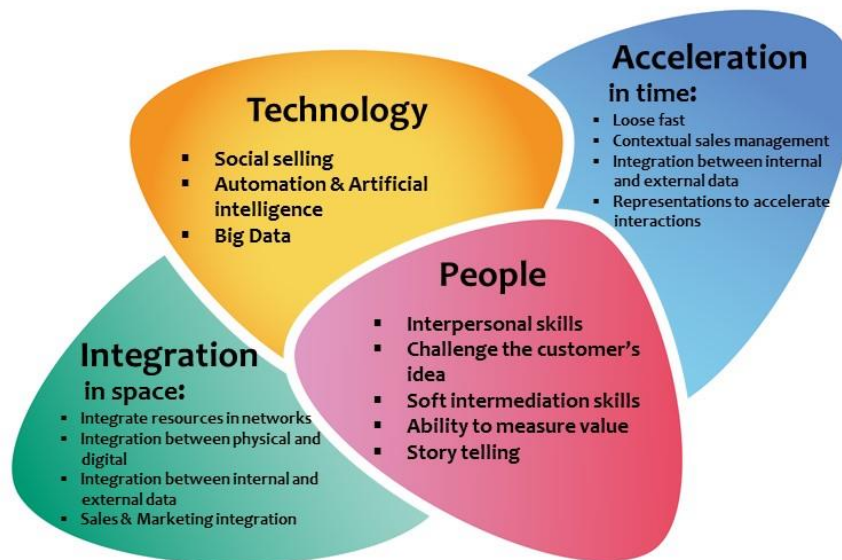 Technology
▪ Social selling
▪ Automation & Artificial
intelligence
▪ Big Data
Acceleration
in time:
▪ Loose fast
▪ Contextual sales management
▪ Integration between internal
and external data
▪ Representations to accelerate
interactions
People
▪ Interpersonal skills
▪ Challenge the customer's
idea
▪ Soft intermediation skills
▪ Ability to measure value
▪ Story telling
Integration
in space:
▪ Integrate resources in networks
▪ Integration between physical and
digital
▪ Integration between internal and
external data
▪ Sales & Marketing integration